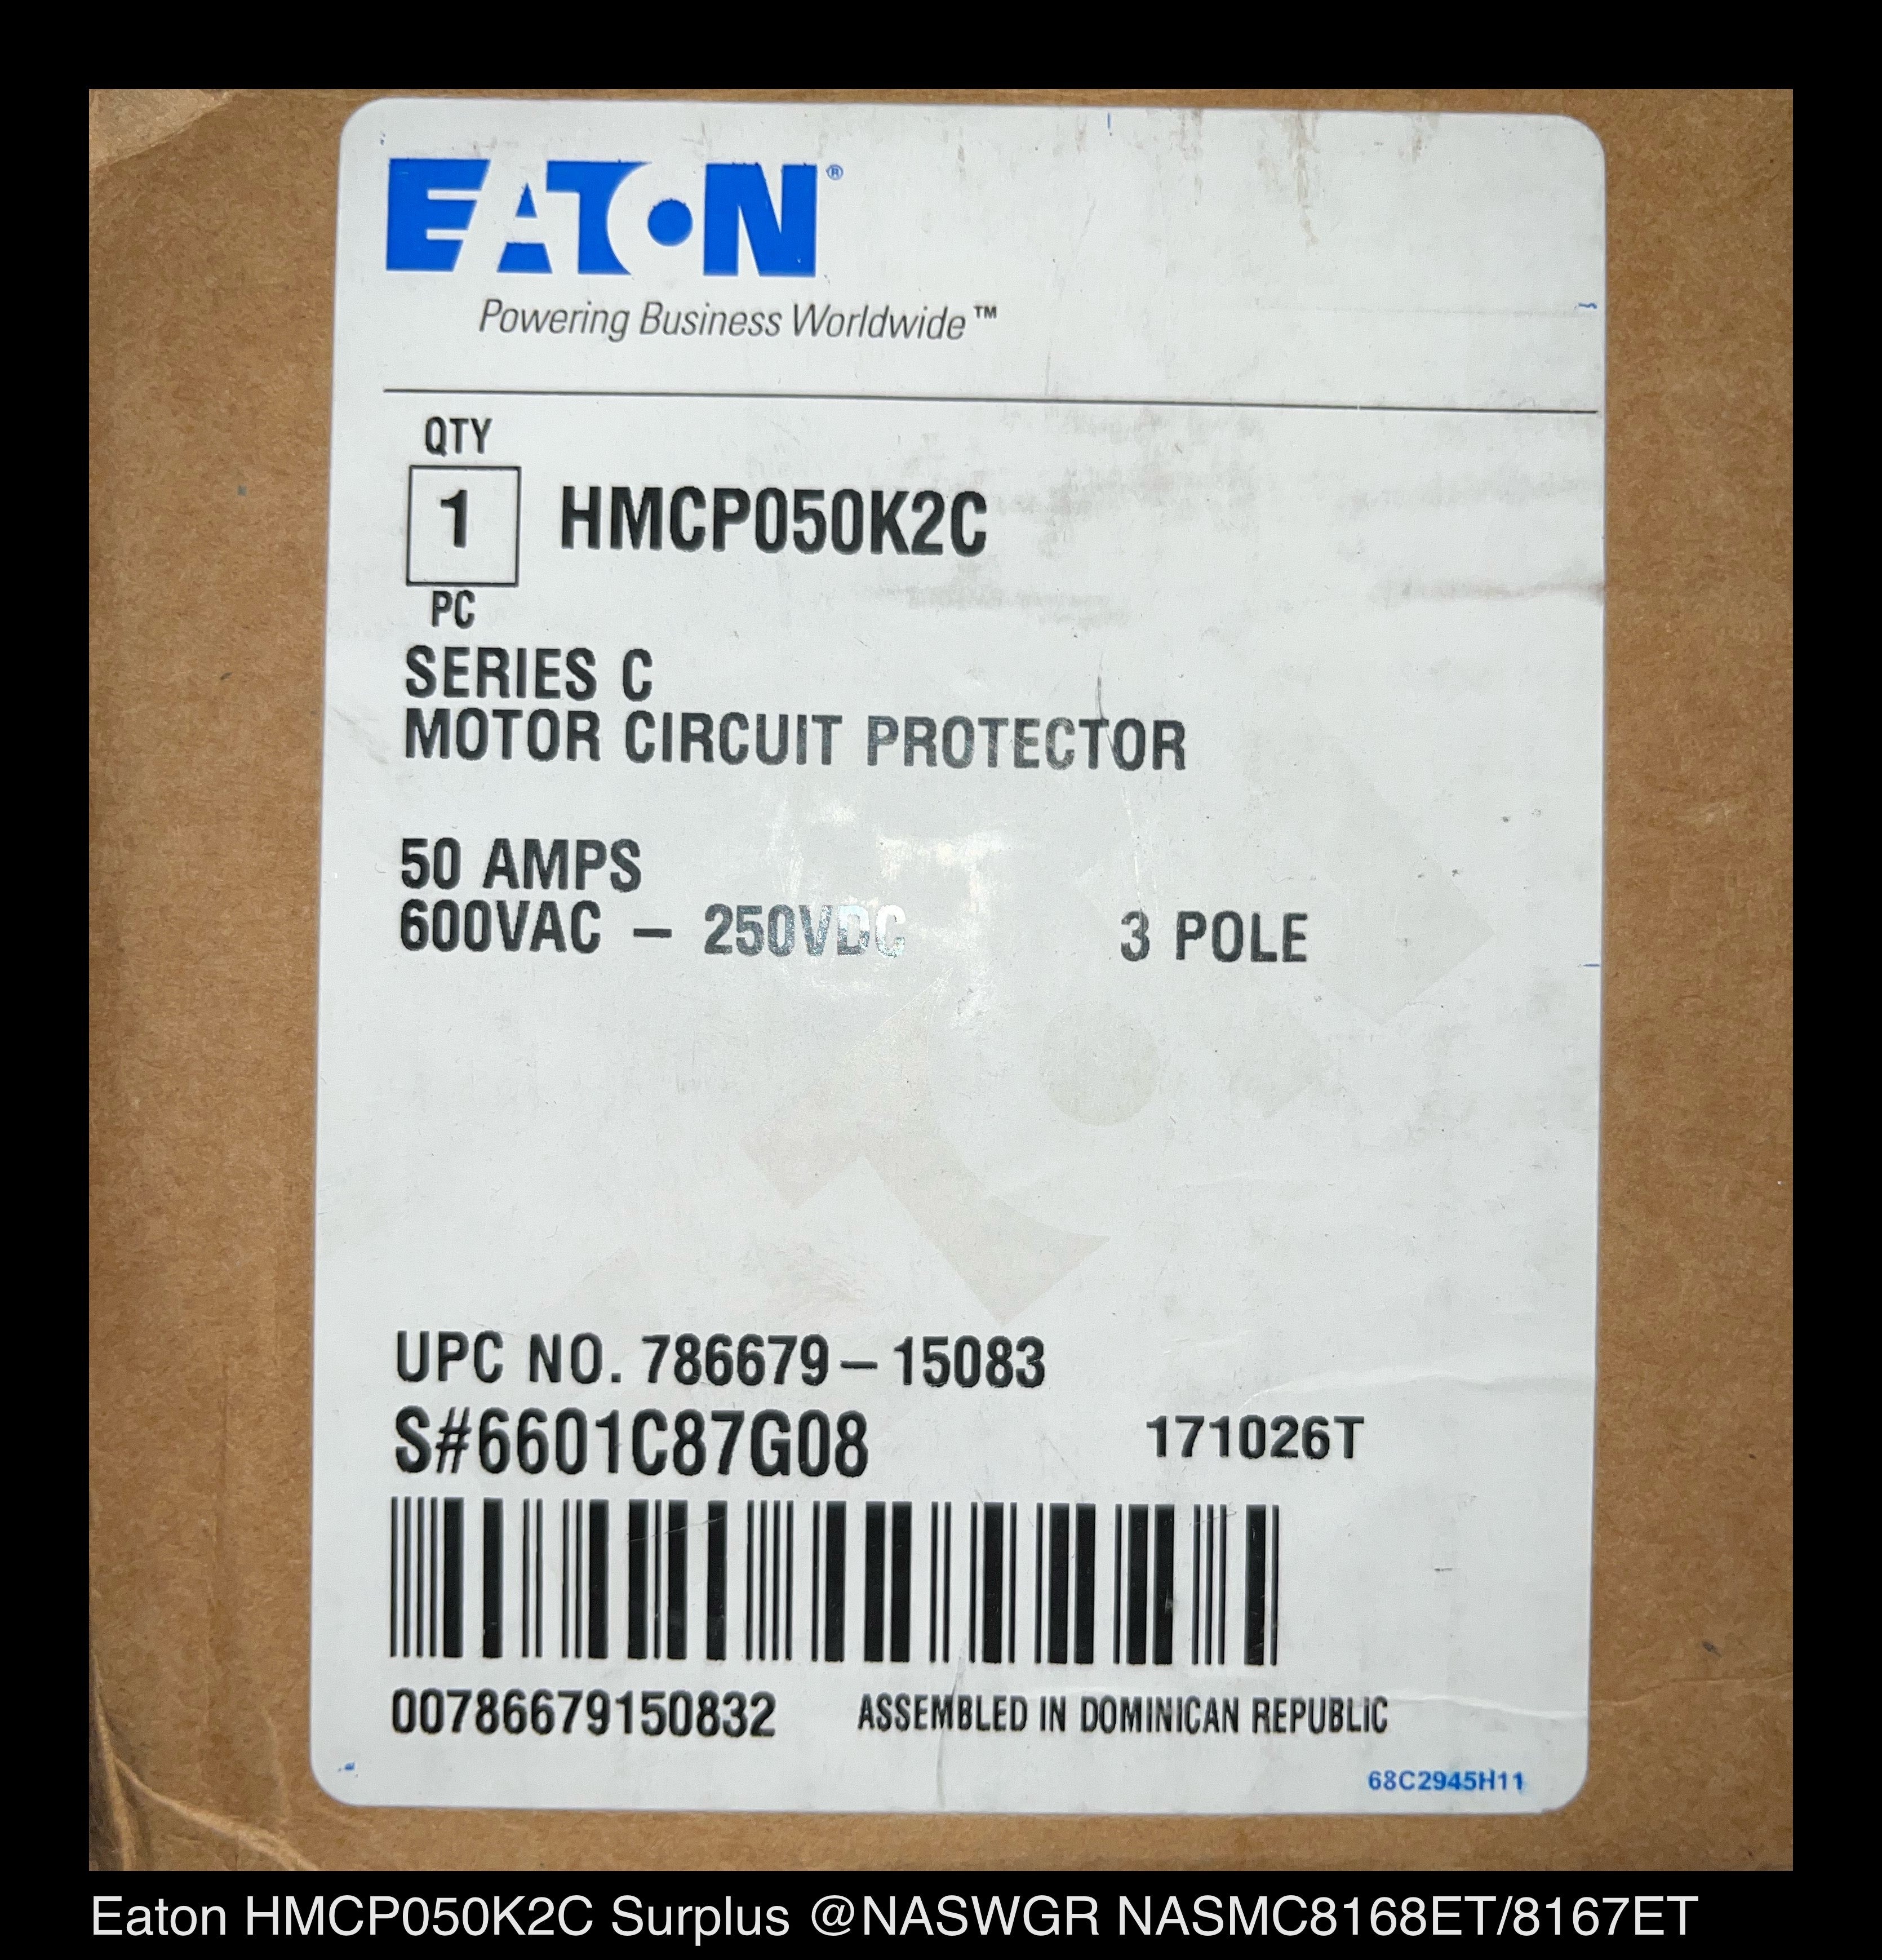 EATON®
Powering Business Worldwide™
QTY
1 HMCP050K2C
PC
SERIES C
MOTOR CIRCUIT PROTECTOR
50 AMPS
600VAC – 250VDC 3 POLE
UPC NO. 786679–15083
S#6601C87G08 171026T
00786679150832 ASSEMBLED IN DOMINICAN REPUBLIC
68C2945H11
Eaton HMCP050K2C Surplus @NASWGR NASMC8168ET/8167ET